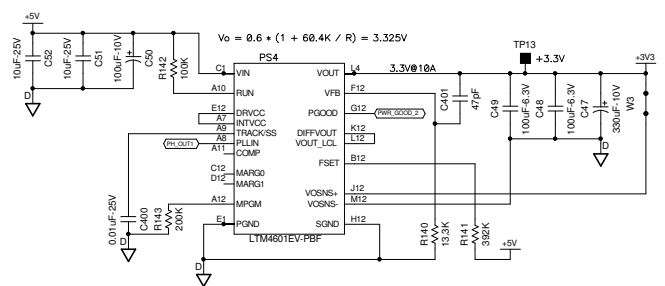 +5V
Vo = 0.6 * (1 + 60.4K / R) = 3.325V
PS4
TP13
+3.3V
+3V3
10uF-25V
C52
10uF-25V
C51
100uF-10V
C50
R142
100K
C1
VIN
VOUT
L4
3.3V@10A
A10
RUN
VFB
F12
C401
47pF
C49
100uF-6.3V
C48
100uF-6.3V
C47
330uF-10V
W3
E12
DRVCC
A7
INTVCC
PGOOD
G12
PWR_GOOD_2
A9
TRACK/SS
PH_OUT1
A8
PLLIN
DIFFVOUT
K12
A11
COMP
VOUT_LCL
L12
FSET
B12
C12
MARG0
D12
MARG1
VOSNS+
J12
A12
MPGM
VOSNS-
M12
0.01uF-25V
C400
R143
200K
E1
PGND
SGND
H12
LTM4601EV-PBF
R140
13.3K
R141
392K
+5V
D
D
D
D